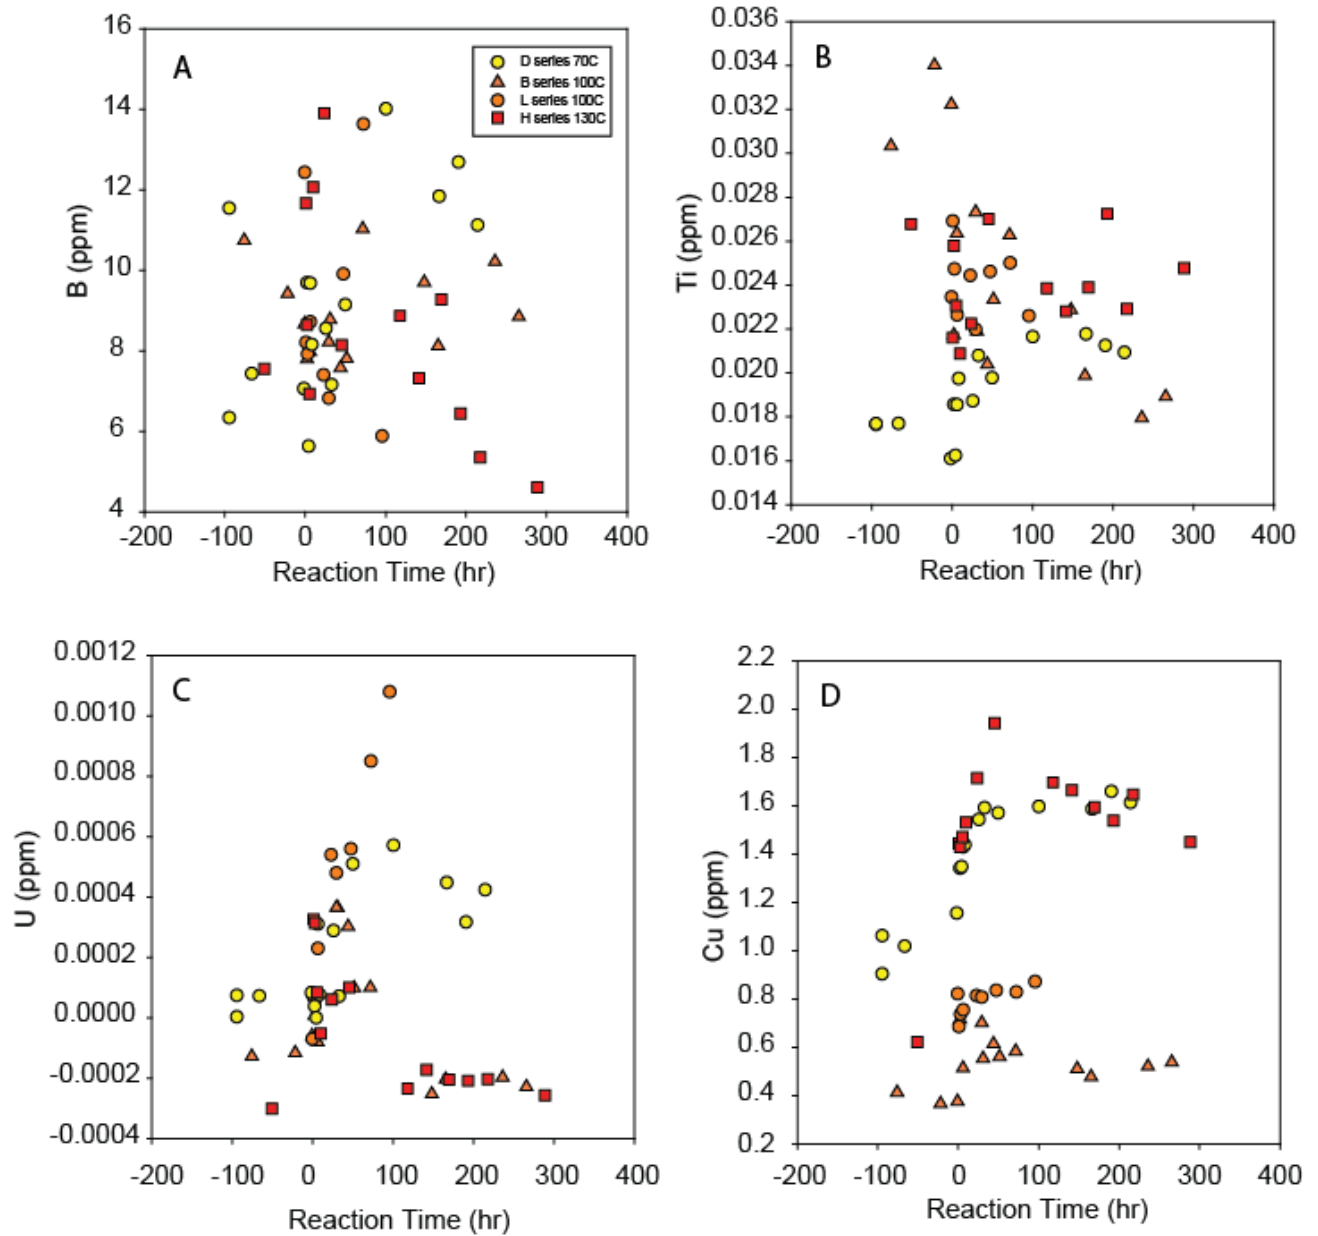 A
D series 70C
B series 100C
L series 100C
H series 130C
16
14
12
10
8
6
4
B (ppm)
-200 -100 0 100 200 300 400
Reaction Time (hr)
B
0.036
0.034
0.032
0.030
0.028
0.026
0.024
0.022
0.020
0.018
0.016
0.014
Ti (ppm)
-200 -100 0 100 200 300 400
Reaction Time (hr)
C
0.0012
0.0010
0.0008
0.0006
0.0004
0.0002
0.0000
-0.0002
-0.0004
U (ppm)
-200 -100 0 100 200 300 400
Reaction Time (hr)
D
2.2
2.0
1.8
1.6
1.4
1.2
1.0
0.8
0.6
0.4
0.2
Cu (ppm)
-200 -100 0 100 200 300 400
Reaction Time (hr)